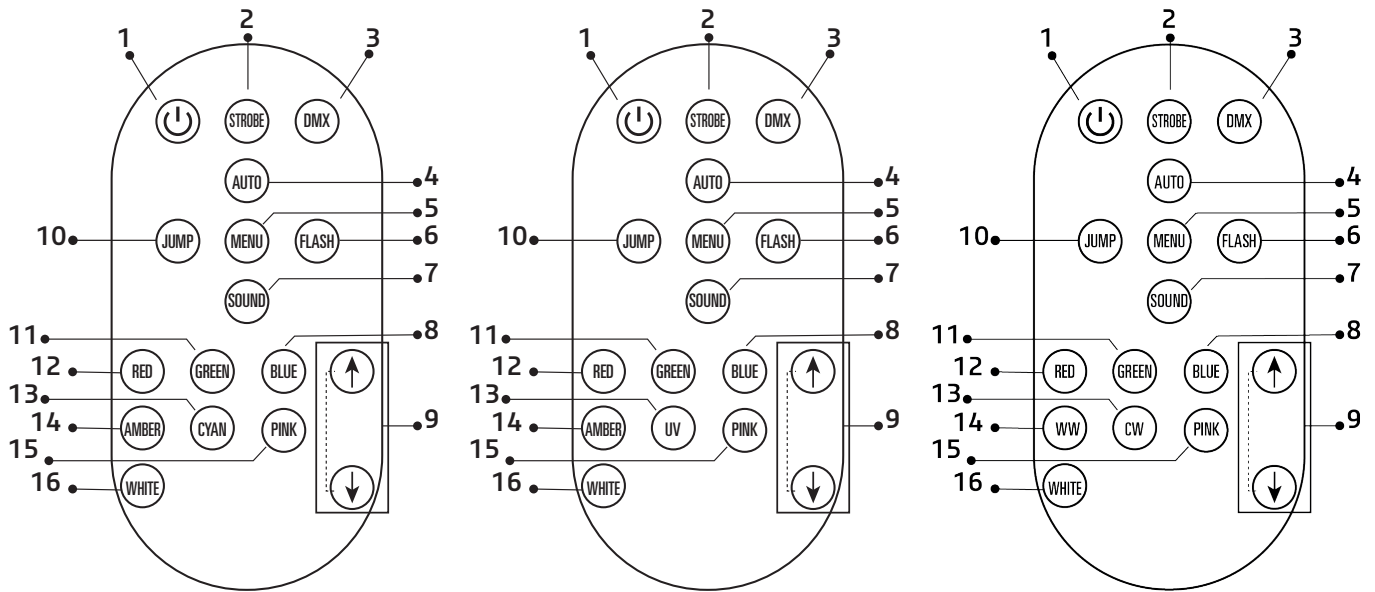 2 2 2
1 3 1 3 1 3
STROBE DMX STROBE DMX STROBE DMX
AUTO 4 AUTO 4 AUTO 4
5 5 5
10 JUMP MENU FLASH 6 10 JUMP MENU FLASH 6 10 JUMP MENU FLASH 6
7 7 7
SOUND SOUND SOUND
11 8 11 8 11 8
12 RED GREEN BLUE 12 RED GREEN BLUE 12 RED GREEN BLUE
13 13 13
14 AMBER CYAN PINK 9 14 AMBER UV PINK 9 14 WW CW PINK 9
15 15 15
16 WHITE 16 WHITE 16 WHITE